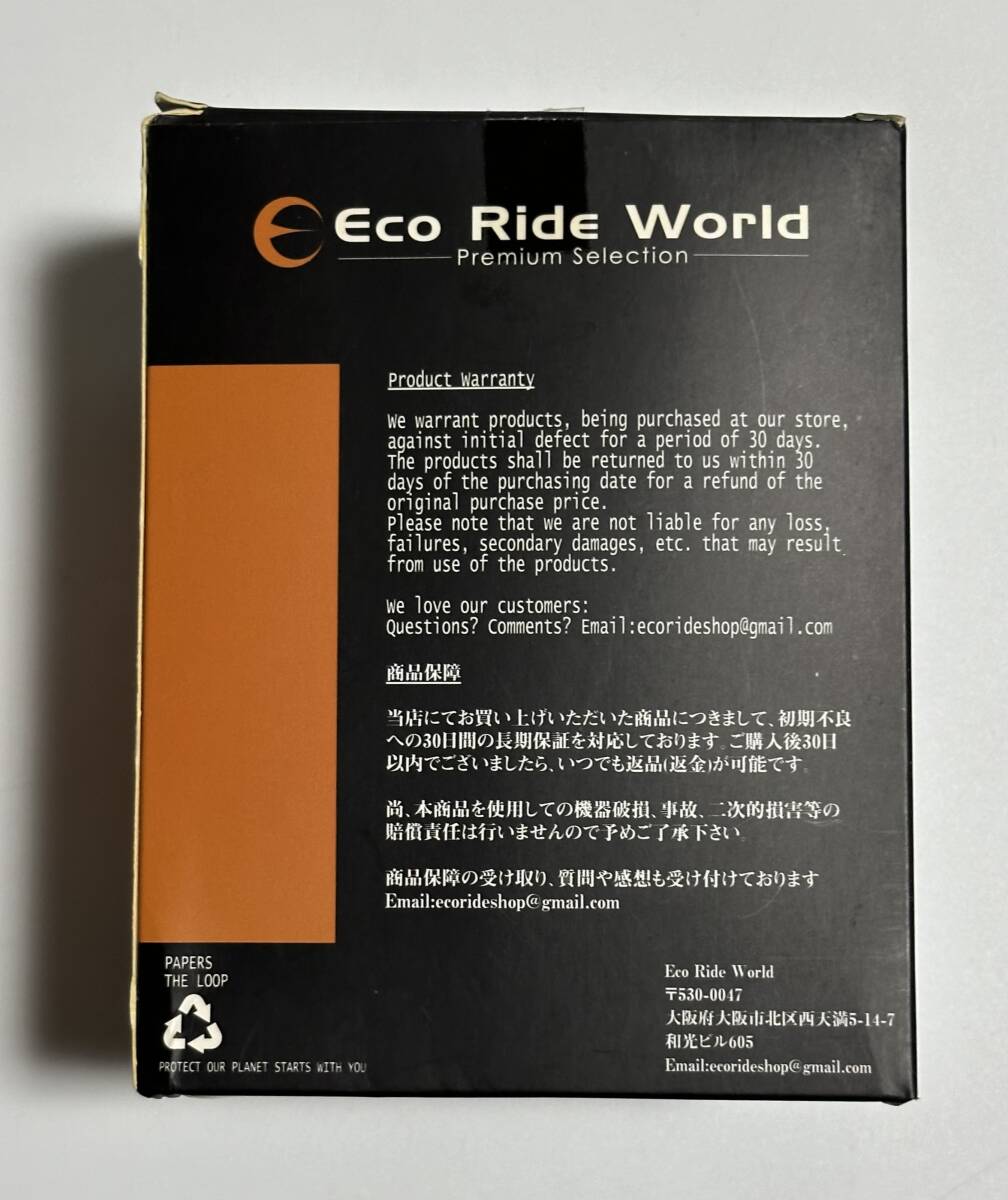 Eco Ride World
Premium Selection
Product Warranty
We warrant products, being purchased at our store,
against initial defect for a period of 30 days.
The products shall be returned to us within 30
days of the purchasing date for a refund of the
original purchase price.
Please note that we are not liable for any loss,
failures, secondary damages, etc. that may result
from use of the products.
We love our customers:
Questions? Comments? Email:ecorideshop@gmail.com
商品保障
当店にてお買い上げいただいた商品につきまして、初期不良
への30日間の長期保証を対応しております。ご購入後30日
以内でございましたら、いつでも返品(返金)が可能です。
尚、本商品を使用しての機器破損、事故、二次的損害等の
賠償責任は行いませんので予めご了承下さい。
商品保障の受け取り、質問や感想も受け付けております
Email:ecorideshop@gmail.com
PAPERS
THE LOOP
PROTECT OUR PLANET STARTS WITH YOU
Eco Ride World
〒530-0047
大阪府大阪市北区西天満5-14-7
和光ビル605
Email:ecorideshop@gmail.com